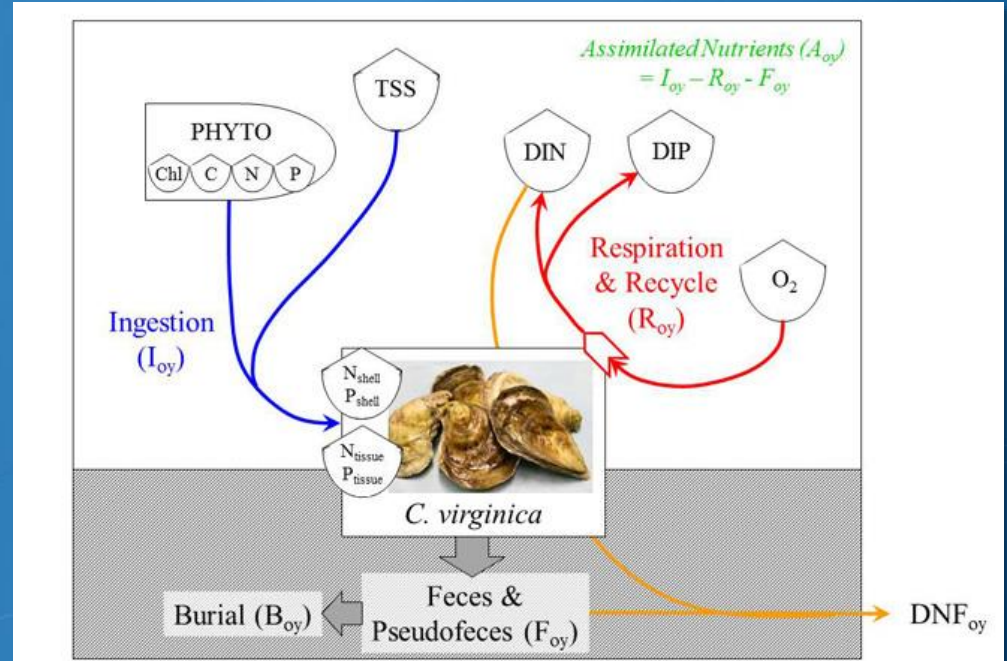 Assimilated Nutrients (Aoy)
= Ioy – Roy - Foy
TSS
PHYTO
Chl C N P
DIN
DIP
Respiration
& Recycle
(Roy)
O2
Ingestion
(Ioy)
Nshell
Pshell
Ntissue
Ptissue
C. virginica
Feces &
Pseudofeces (Foy)
Burial (Boy)
DNFoy